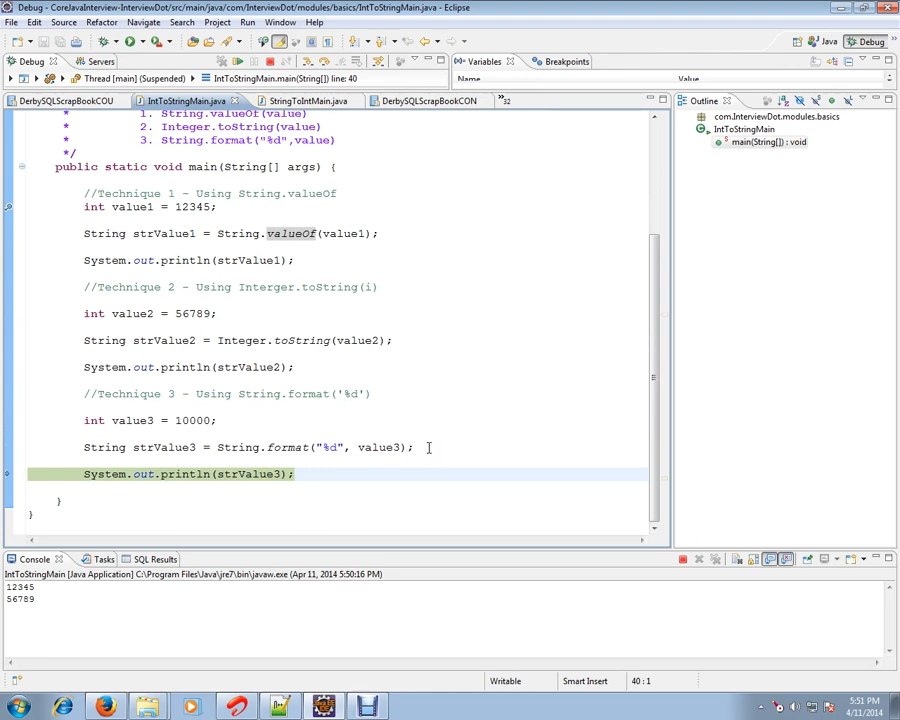 Debug - CoreJavaInterview-InterviewDot/src/main/java/com/InterviewDot/modules/basics/IntToStringMain.java - Eclipse
File Edit Source Refactor Navigate Search Project Run Window Help
Java Debug
Debug Servers
Variables Breakpoints
Thread [main] (Suspended) IntToStringMain.main(String[]) line: 40
Name Value
DerbySQLScrapBookCOU IntToStringMain.java StringToIntMain.java DerbySQLScrapBookCON »32
Outline
* 1. String.valueOf(value)
* 2. Integer.toString(value)
* 3. String.format("%d",value)
*/
public static void main(String[] args) {
//Technique 1 - Using String.valueOf
int value1 = 12345;
String strValue1 = String.valueOf(value1);
System.out.println(strValue1);
//Technique 2 - Using Interger.toString(i)
int value2 = 56789;
String strValue2 = Integer.toString(value2);
System.out.println(strValue2);
//Technique 3 - Using String.format('%d')
int value3 = 10000;
String strValue3 = String.format("%d", value3);
System.out.println(strValue3);
}
}
com.InterviewDot.modules.basics
IntToStringMain
main(String[]) : void
Console Tasks SQL Results
IntToStringMain [Java Application] C:\Program Files\Java\jre7\bin\javaw.exe (Apr 11, 2014 5:50:16 PM)
12345
56789
Writable Smart Insert 40 : 1
5:51 PM
4/11/2014